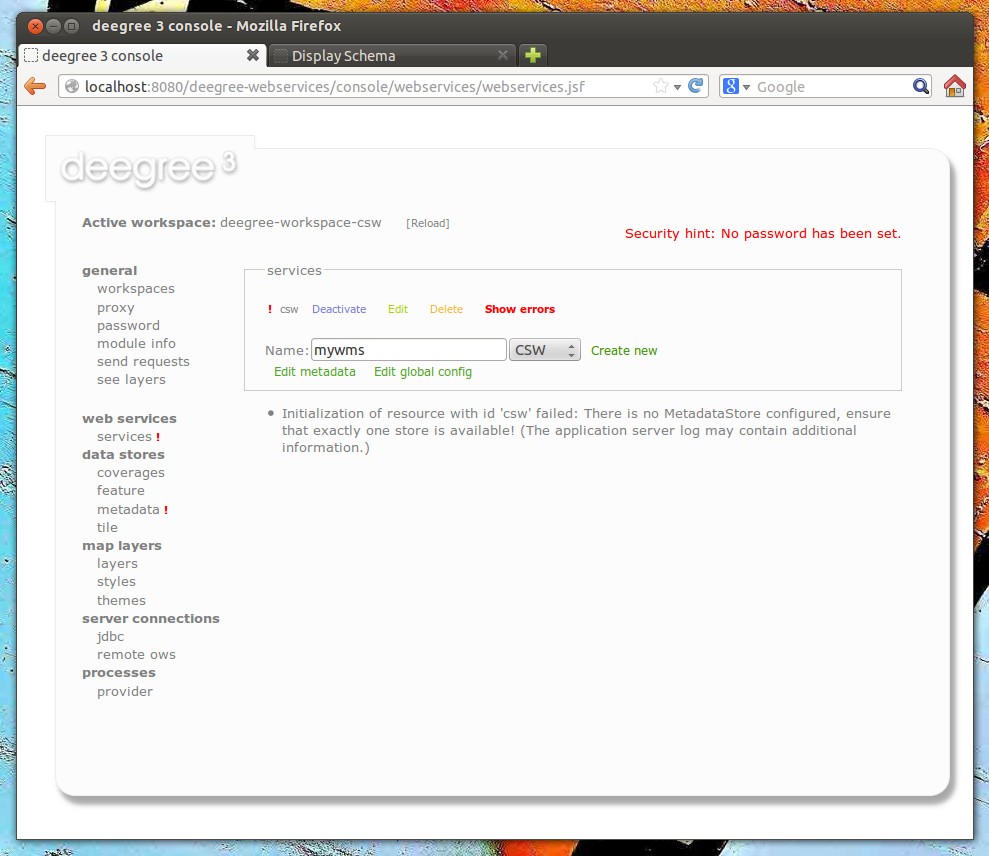 deegree 3 console - Mozilla Firefox
deegree 3 console
Display Schema
localhost:8080/deegree-webservices/console/webservices/webservices.jsf
8 Google
deegree 3
Active workspace: deegree-workspace-csw [Reload]
Security hint: No password has been set.
general
workspaces
proxy
password
module info
send requests
see layers
web services
services !
data stores
coverages
feature
metadata !
tile
map layers
layers
styles
themes
server connections
jdbc
remote ows
processes
provider
services
! csw Deactivate Edit Delete Show errors
Name: mywms CSW Create new
Edit metadata Edit global config
• Initialization of resource with id 'csw' failed: There is no MetadataStore configured, ensure
that exactly one store is available! (The application server log may contain additional
information.)